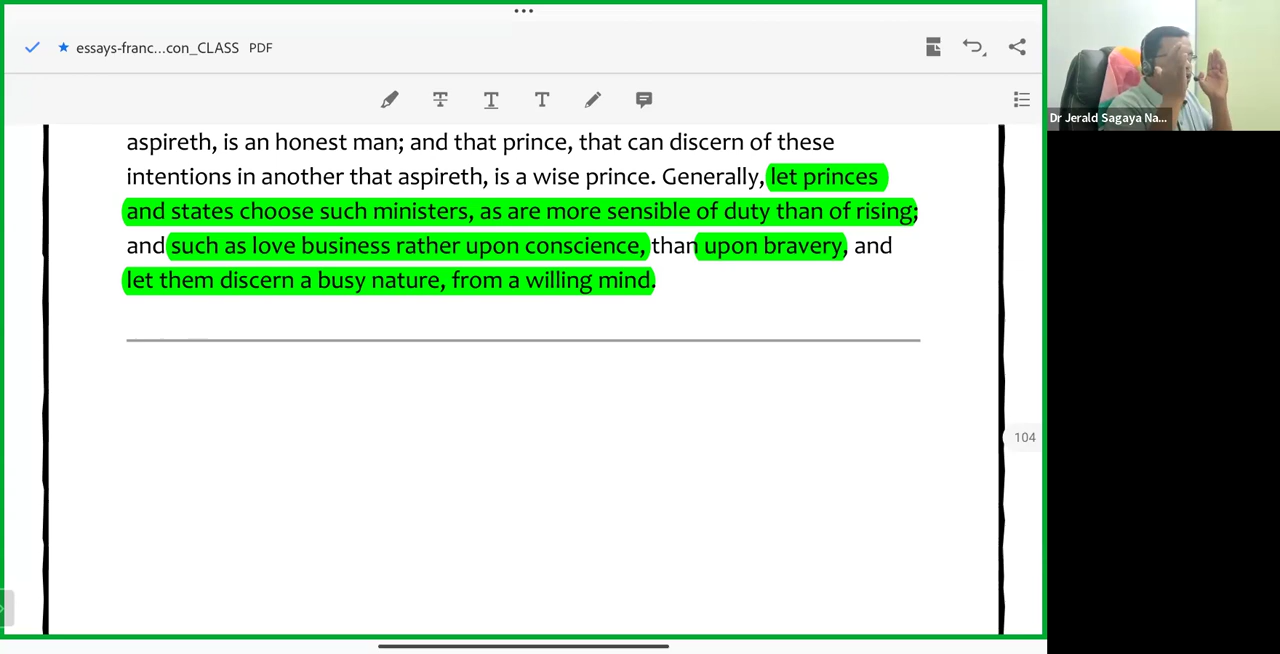 essays-franc...con_CLASS PDF
Dr Jerald Sagaya Na...
aspireth, is an honest man; and that prince, that can discern of these
intentions in another that aspireth, is a wise prince. Generally, let princes
and states choose such ministers, as are more sensible of duty than of rising;
and such as love business rather upon conscience, than upon bravery, and
let them discern a busy nature, from a willing mind.
104